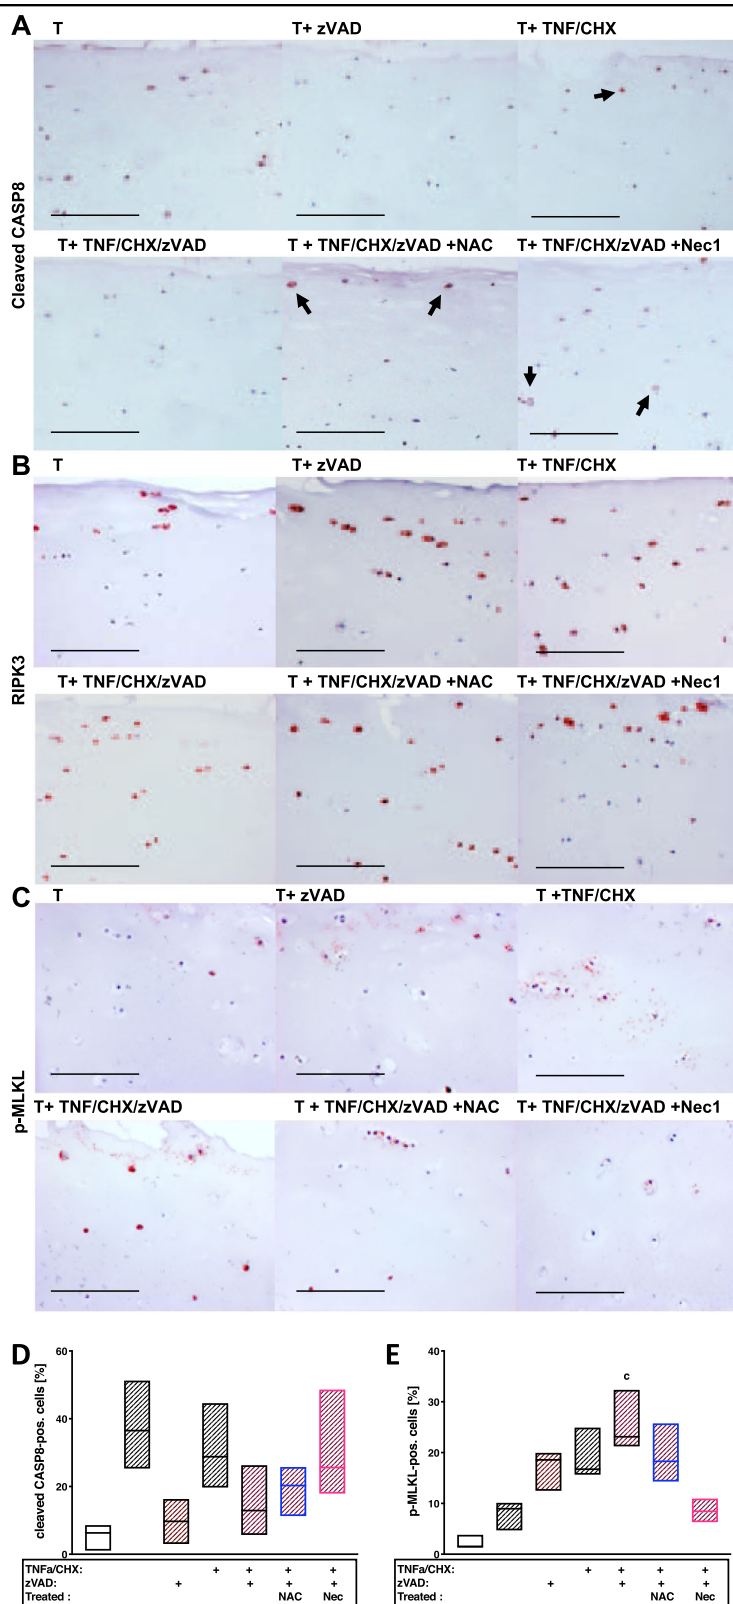 A
T
T+ zVAD
T+ TNF/CHX
Cleaved CASP8
T+ TNF/CHX/zVAD
T + TNF/CHX/zVAD +NAC
T+ TNF/CHX/zVAD +Nec1
B
T
T+ zVAD
T+ TNF/CHX
RIPK3
T+ TNF/CHX/zVAD
T + TNF/CHX/zVAD +NAC
T+ TNF/CHX/zVAD +Nec1
C
T
T+ zVAD
T +TNF/CHX
p-MLKL
T+ TNF/CHX/zVAD
T + TNF/CHX/zVAD +NAC
T+ TNF/CHX/zVAD +Nec1
D
cleaved CASP8-pos. cells [%]
60
40
20
0
TNFa/CHX: + + + +
zVAD: + + + +
Treated : NAC Nec
E
p-MLKL-pos. cells [%]
40
30
20
10
0
c
TNFa/CHX: + + + +
zVAD: + + + +
Treated : NAC Nec